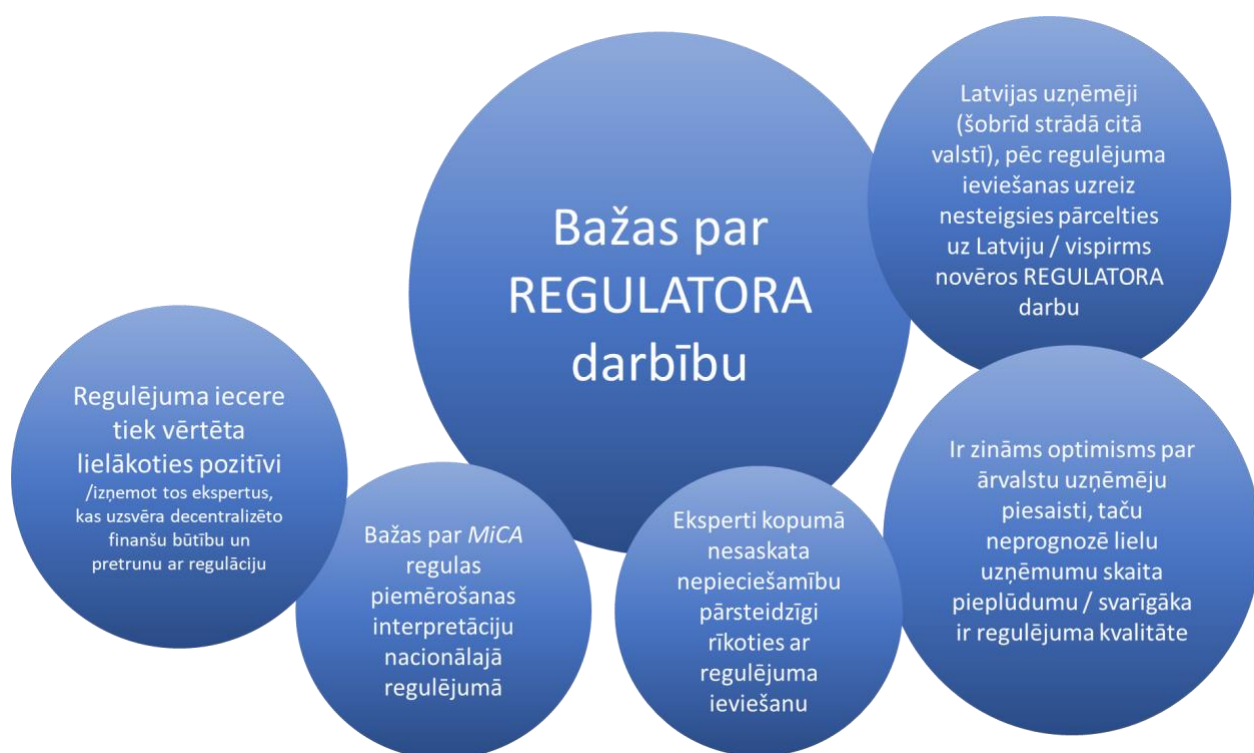 Bažas par
REGULATORA
darbību
Latvijas uzņēmēji
(šobrīd strādā citā
valstī), pēc regulējuma
ieviešanas uzreiz
nesteigsies pārcelties
uz Latviju / vispirms
novēros REGULATORA
darbu
Regulējuma iecere
tiek vērtēta
lielākoties pozitīvi
/izņemot tos ekspertus,
kas uzsvēra decentralizēto
finanšu būtību un
pretrunu ar regulāciju
Bažas par MiCA
regulas
piemērošanas
interpretāciju
nacionālajā
regulējumā
Eksperti kopumā
nesaskata
nepieciešamību
pārsteidzīgi
rīkoties ar
regulējuma
ieviešanu
Ir zināms optimisms par
ārvalstu uzņēmēju
piesaisti, taču
neprognozē lielu
uzņēmumu skaita
pieplūdumu / svarīgāka
ir regulējuma kvalitāte